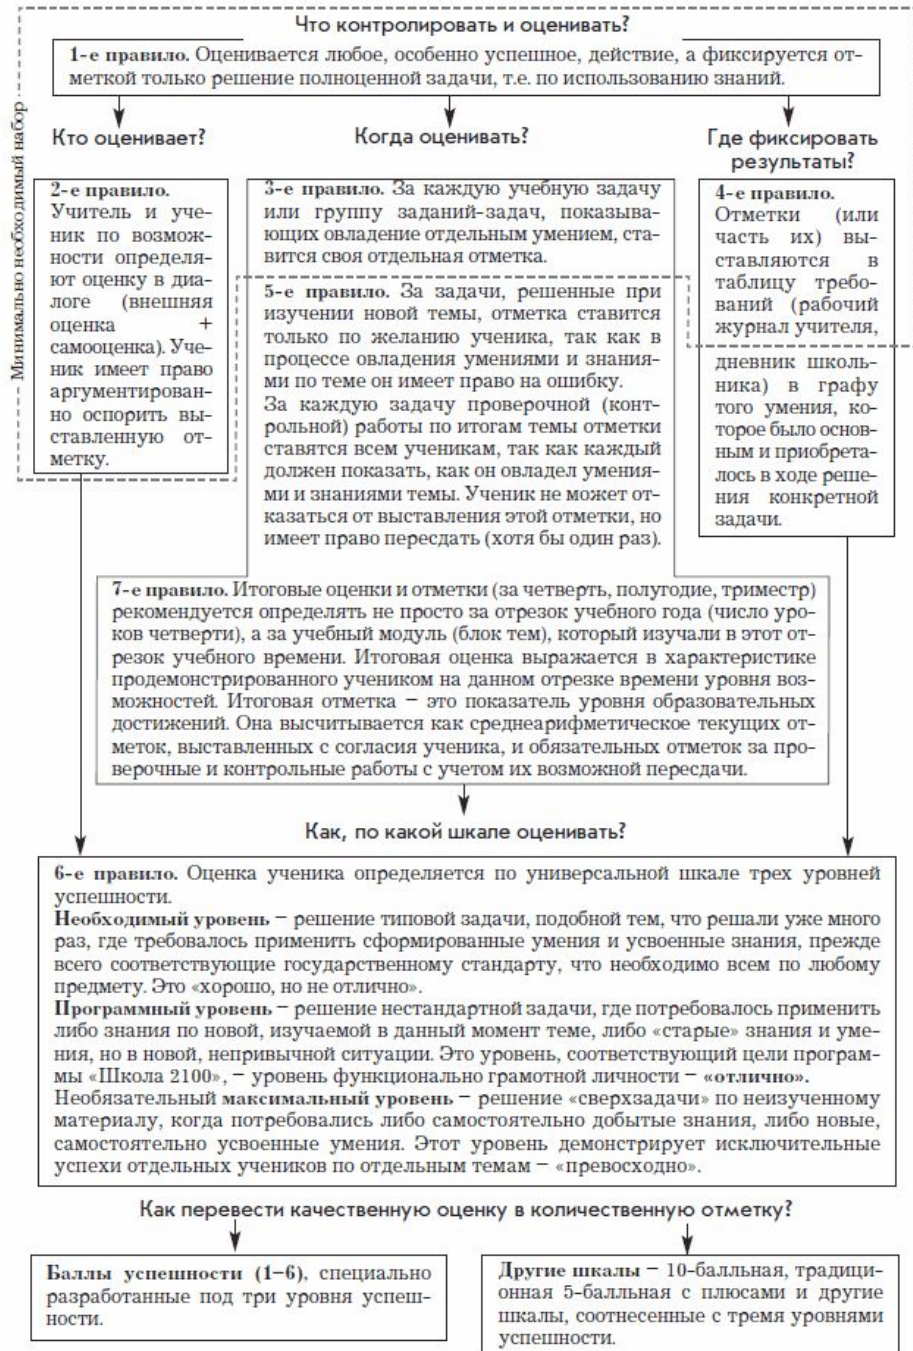 Что контролировать и оценивать?
1-е правило. Оценивается любое, особенно успешное, действие, а фиксируется от-
меткой только решение полноценной задачи, т.е. по использованию знаний.
Минимально необходимый набор
Кто оценивает?
2-е правило.
Учитель и уче-
ник по возмож-
ности определя-
ют оценку в диа-
логе (внешняя
оценка +
самооценка). Уче-
ник имеет право
аргументирован-
но оспорить вы-
ставленную от-
метку.
Когда оценивать?
3-е правило. За каждую учебную задачу
или группу заданий-задач, показываю-
щих овладение отдельным умением, ста-
вится своя отдельная отметка.
5-е правило. За задачи, решенные при
изучении новой темы, отметка ставится
только по желанию ученика, так как в
процессе овладения умениями и знания-
ми по теме он имеет право на ошибку.
За каждую задачу проверочной (конт-
рольной) работы по итогам темы отметки
ставятся всем ученикам, так как каждый
должен показать, как он овладел умения-
ми и знаниями темы. Ученик не может от-
казаться от выставления этой отметки, но
имеет право пересдать (хотя бы один раз).
Где фиксировать
результаты?
4-е правило.
Отметки (или
часть их) вы-
ставляются в
таблицу требо-
ваний (рабочий
журнал учителя,
дневник школь-
ника) в графу
того умения, ко-
торое было основ-
ным и приобрета-
лось в ходе реше-
ния конкретной
задачи.
7-е правило. Итоговые оценки и отметки (за четверть, полугодие, триместр)
рекомендуется определять не просто за отрезок учебного года (число уро-
ков четверти), а за учебный модуль (блок тем), который изучали в этот от-
резок учебного времени. Итоговая оценка выражается в характеристике
продемонстрированного учеником на данном отрезке времени уровня воз-
можностей. Итоговая отметка – это показатель уровня образовательных
достижений. Она высчитывается как среднеарифметическое текущих от-
меток, выставленных с согласия ученика, и обязательных отметок за про-
верочные и контрольные работы с учетом их возможной пересдачи.
Как, по какой шкале оценивать?
6-е правило. Оценка ученика определяется по универсальной шкале трех уровней
успешности.
Необходимый уровень – решение типовой задачи, подобной тем, что решали уже много
раз, где требовалось применить сформированные умения и усвоенные знания, прежде
всего соответствующие государственному стандарту, что необходимо всем по любому
предмету. Это «хорошо, но не отлично».
Программный уровень – решение нестандартной задачи, где потребовалось применить
либо знания по новой, изучаемой в данный момент теме, либо «старые» знания и уме-
ния, но в новой, непривычной ситуации. Это уровень, соответствующий цели програм-
мы «Школа 2100», – уровень функционально грамотной личности – «отлично».
Необязательный максимальный уровень – решение «сверхзадачи» по неизученному
материалу, когда потребовались либо самостоятельно добытые знания, либо новые,
самостоятельно усвоенные умения. Этот уровень демонстрирует исключительные
успехи отдельных учеников по отдельным темам – «превосходно».
Как перевести качественную оценку в количественную отметку?
Баллы успешности (1–6), специально
разработанные под три уровня успеш-
ности.
Другие шкалы – 10-балльная, традици-
онная 5-балльная с плюсами и другие
шкалы, соотнесенные с тремя уровнями
успешности.